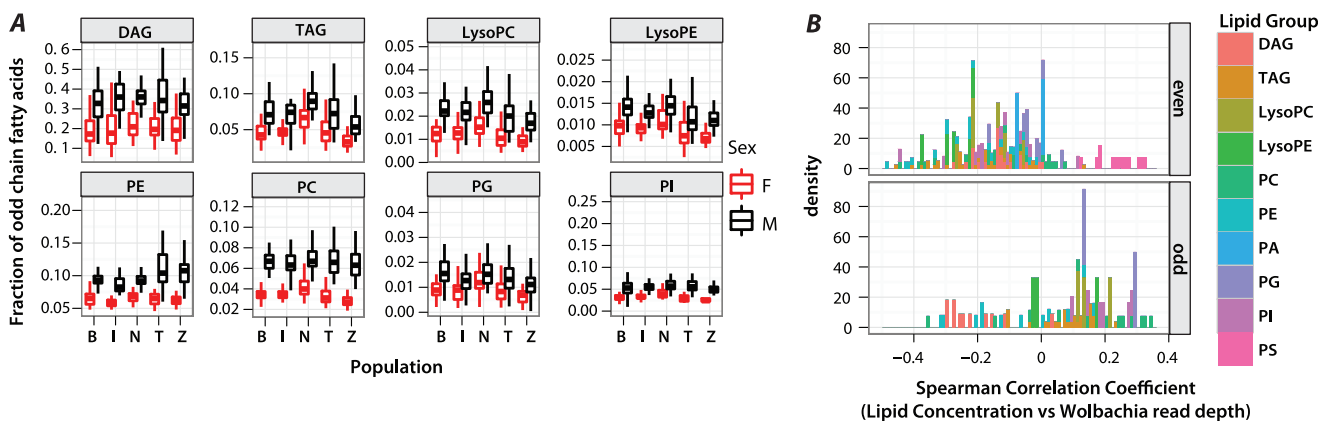 A
B
DAG
TAG
LysoPC
LysoPE
Lipid Group
Fraction of odd chain fatty acids
0.6
0.5
0.4
0.3
0.2
0.1
0.15
0.10
0.05
0.05
0.04
0.03
0.02
0.01
0.00
0.025
0.020
0.015
0.010
0.005
0.000
PE
PC
PG
PI
0.20
0.15
0.10
0.05
0.12
0.10
0.08
0.06
0.04
0.02
0.04
0.03
0.02
0.01
0.00
0.25
0.20
0.15
0.10
0.05
0.00
B I N T Z
B I N T Z
B I N T Z
B I N T Z
Population
Sex
F
M
density
80
60
40
20
0
even
80
60
40
20
0
odd
−0.4 −0.2 0 0.2 0.4
Spearman Correlation Coefficient
(Lipid Concentration vs Wolbachia read depth)
DAG
TAG
LysoPC
LysoPE
PC
PE
PA
PG
PI
PS